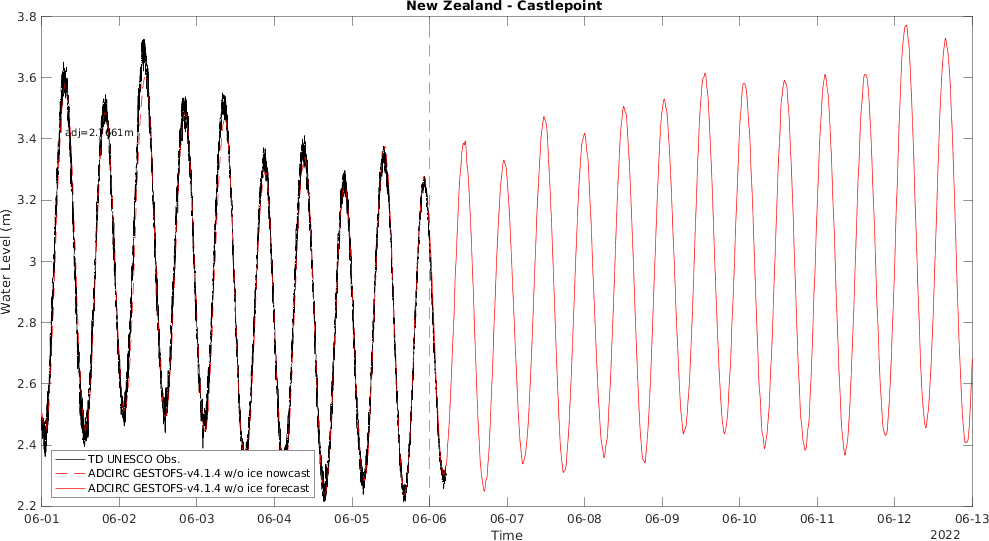 New Zealand - Castlepoint
3.8
3.6
3.4
3.2
3
2.8
2.6
2.4
2.2
Water Level (m)
TD UNESCO Obs.
ADCIRC GESTOFS-v4.1.4 w/o ice nowcast
ADCIRC GESTOFS-v4.1.4 w/o ice forecast
06-01 06-02 06-03 06-04 06-05 06-06 06-07 06-08 06-09 06-10 06-11 06-12 06-13
Time
2022